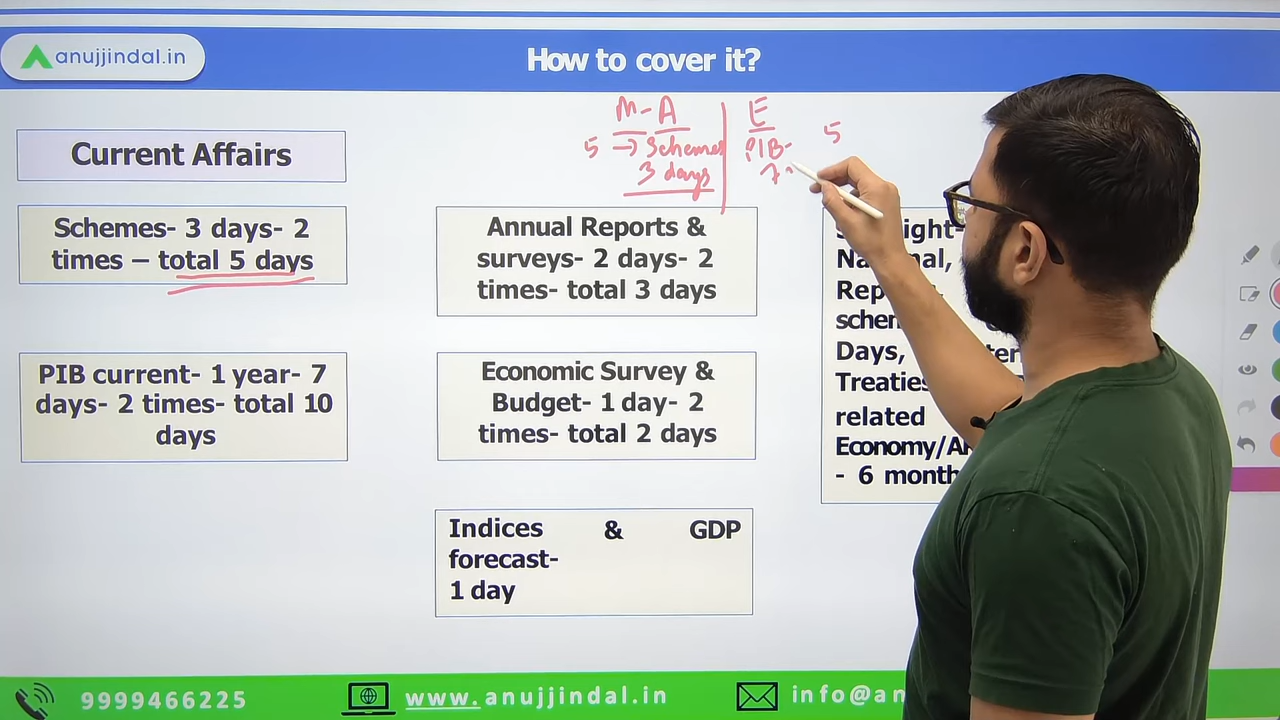 anujjindal.in
How to cover it?
M-A
E
5 → Schemes
3 days
PIB-
5
7
Current Affairs
Schemes- 3 days- 2
times – total 5 days
PIB current- 1 year- 7
days- 2 times- total 10
days
Annual Reports &
surveys- 2 days- 2
times- total 3 days
Economic Survey &
Budget- 1 day- 2
times- total 2 days
Indices & GDP
forecast-
1 day
related
- 6 month
9999466225
www.anujjindal.in